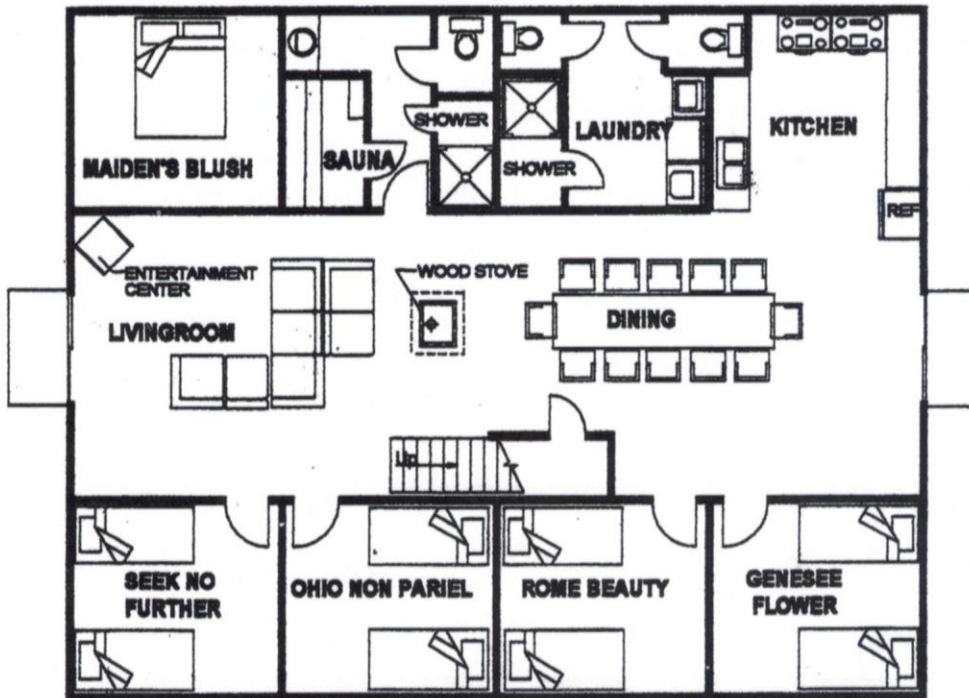 MAIDEN'S BLUSH
SAUNA
SHOWER
SHOWER
LAUNDRY
KITCHEN
REF
ENTERTAINMENT
CENTER
LIVINGROOM
WOOD STOVE
DINING
Up
SEEK NO
FURTHER
OHIO NON PARIEL
ROME BEAUTY
GENESEE
FLOWER